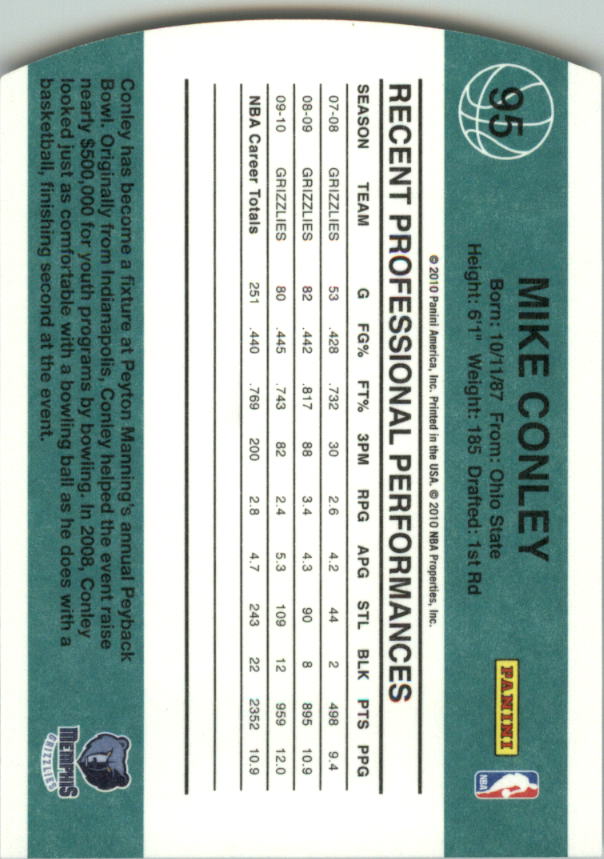 95
MIKE CONLEY
Born: 10/11/87 From: Ohio State
Height: 6'1" Weight: 185 Drafted: 1st Rd
PANINI
NBA
© 2010 Panini America, Inc. Printed in the USA. © 2010 NBA Properties, Inc.
RECENT PROFESSIONAL PERFORMANCES
SEASON TEAM G FG% FT% 3PM RPG APG STL BLK PTS PPG
07-08 GRIZZLIES 53 .428 .732 30 2.6 4.2 44 2 498 9.4
08-09 GRIZZLIES 82 .442 .817 88 3.4 4.3 90 8 895 10.9
09-10 GRIZZLIES 80 .445 .743 82 2.4 5.3 109 12 959 12.0
NBA Career Totals 251 .440 .769 200 2.8 4.7 243 22 2352 10.9
Conley has become a fixture at Peyton Manning's annual Peyback
Bowl. Originally from Indianapolis, Conley helped the event raise
nearly $500,000 for youth programs by bowling. In 2008, Conley
looked just as comfortable with a bowling ball as he does with a
basketball, finishing second at the event.
MEMPHIS
GRIZZLIES